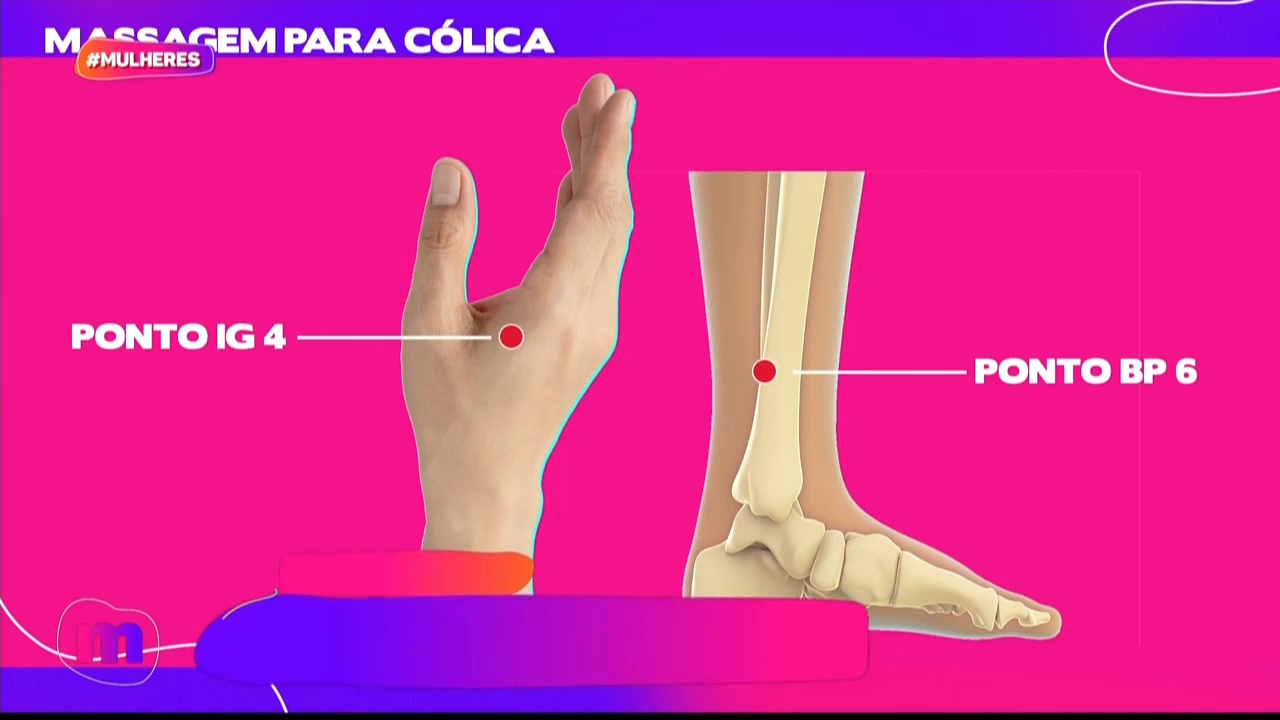 MASSAGEM PARA CÓLICA
#MULHERES
PONTO IG 4
PONTO BP 6
m